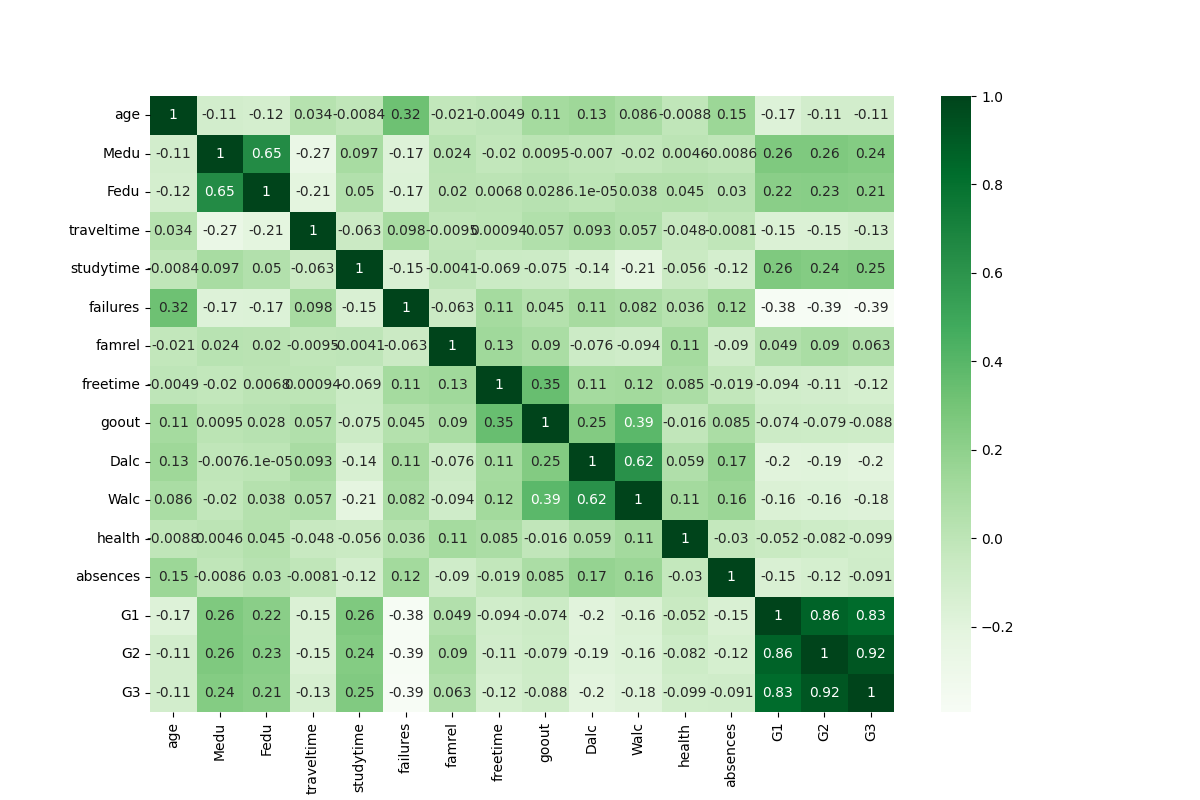 age 1 -0.11 -0.12 0.034 -0.0084 0.32 -0.021 -0.0049 0.11 0.13 0.086 -0.0088 0.15 -0.17 -0.11 -0.11
Medu -0.11 1 0.65 -0.27 0.097 -0.17 0.024 -0.02 0.0095 -0.007 -0.02 0.0046 -0.0086 0.26 0.26 0.24
Fedu -0.12 0.65 1 -0.21 0.05 -0.17 0.02 0.0068 0.028 6.1e-05 0.038 0.045 0.03 0.22 0.23 0.21
traveltime 0.034 -0.27 -0.21 1 -0.063 0.098 -0.0095 0.00094 0.057 0.093 0.057 -0.048 -0.0081 -0.15 -0.15 -0.13
studytime -0.0084 0.097 0.05 -0.063 1 -0.15 -0.0041 -0.069 -0.075 -0.14 -0.21 -0.056 -0.12 0.26 0.24 0.25
failures 0.32 -0.17 -0.17 0.098 -0.15 1 -0.063 0.11 0.045 0.11 0.082 0.036 0.12 -0.38 -0.39 -0.39
famrel -0.021 0.024 0.02 -0.0095 -0.0041 -0.063 1 0.13 0.09 -0.076 -0.094 0.11 -0.09 0.049 0.09 0.063
freetime -0.0049 -0.02 0.0068 0.00094 -0.069 0.11 0.13 1 0.35 0.11 0.12 0.085 -0.019 -0.094 -0.11 -0.12
goout 0.11 0.0095 0.028 0.057 -0.075 0.045 0.09 0.35 1 0.25 0.39 -0.016 0.085 -0.074 -0.079 -0.088
Dalc 0.13 -0.007 6.1e-05 0.093 -0.14 0.11 -0.076 0.11 0.25 1 0.62 0.059 0.17 -0.2 -0.19 -0.2
Walc 0.086 -0.02 0.038 0.057 -0.21 0.082 -0.094 0.12 0.39 0.62 1 0.11 0.16 -0.16 -0.16 -0.18
health -0.0088 0.0046 0.045 -0.048 -0.056 0.036 0.11 0.085 -0.016 0.059 0.11 1 -0.03 -0.052 -0.082 -0.099
absences 0.15 -0.0086 0.03 -0.0081 -0.12 0.12 -0.09 -0.019 0.085 0.17 0.16 -0.03 1 -0.15 -0.12 -0.091
G1 -0.17 0.26 0.22 -0.15 0.26 -0.38 0.049 -0.094 -0.074 -0.2 -0.16 -0.052 -0.15 1 0.86 0.83
G2 -0.11 0.26 0.23 -0.15 0.24 -0.39 0.09 -0.11 -0.079 -0.19 -0.16 -0.082 -0.12 0.86 1 0.92
G3 -0.11 0.24 0.21 -0.13 0.25 -0.39 0.063 -0.12 -0.088 -0.2 -0.18 -0.099 -0.091 0.83 0.92 1
age Medu Fedu traveltime studytime failures famrel freetime goout Dalc Walc health absences G1 G2 G3
1.0
0.8
0.6
0.4
0.2
0.0
−0.2